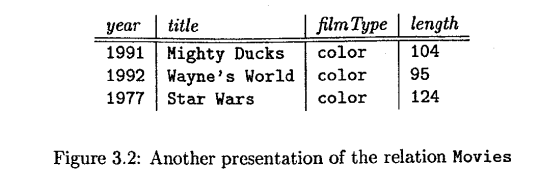 year title filmType length
1991 Mighty Ducks color 104
1992 Wayne's World color 95
1977 Star Wars color 124
Figure 3.2: Another presentation of the relation Movies